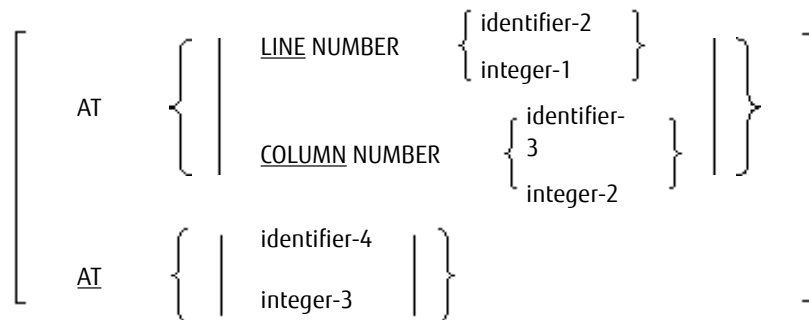 identifier-2
LINE NUMBER
integer-1
AT
identifier-
3
COLUMN NUMBER
integer-2
identifier-4
AT
integer-3